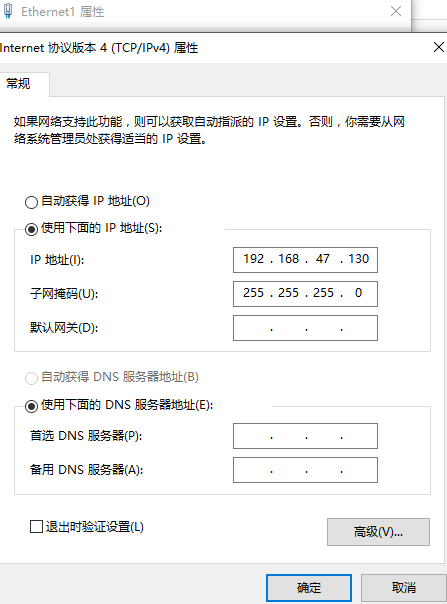 Ethernet1 属性
Internet 协议版本 4 (TCP/IPv4) 属性
常规
如果网络支持此功能，则可以获取自动指派的 IP 设置。否则，你需要从网
络系统管理员处获得适当的 IP 设置。
自动获得 IP 地址(O)
使用下面的 IP 地址(S):
IP 地址(I): 192 . 168 . 47 . 130
子网掩码(U): 255 . 255 . 255 . 0
默认网关(D): . . .
自动获得 DNS 服务器地址(B)
使用下面的 DNS 服务器地址(E):
首选 DNS 服务器(P): . . .
备用 DNS 服务器(A): . . .
退出时验证设置(L)
高级(V)...
确定 取消